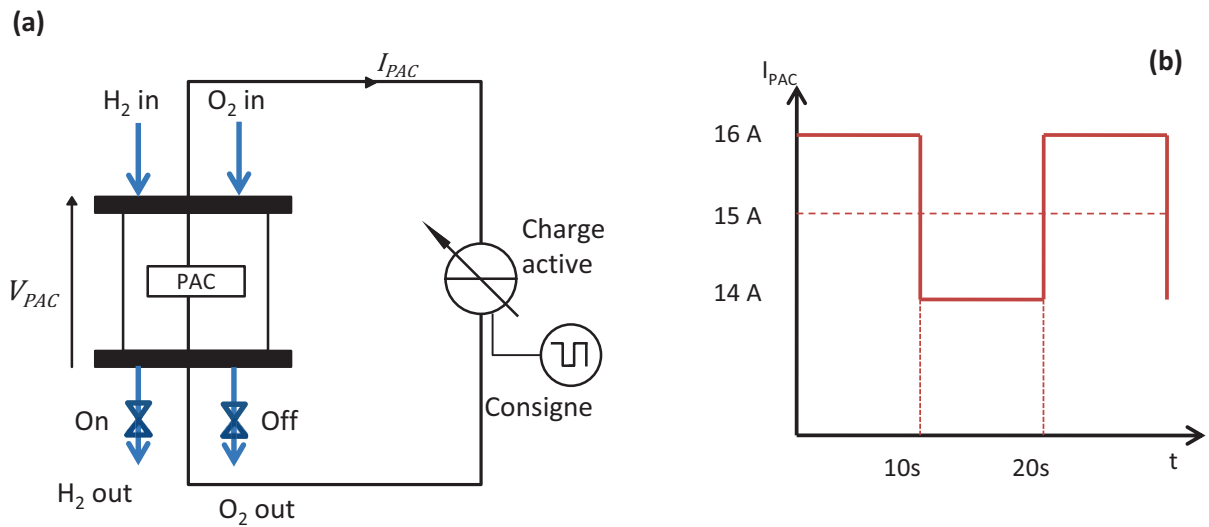 (a)
I_PAC
H₂ in
O₂ in
Charge
active
PAC
V_PAC
Consigne
On
Off
H₂ out
O₂ out
(b)
I_PAC
16 A
15 A
14 A
10s
20s
t